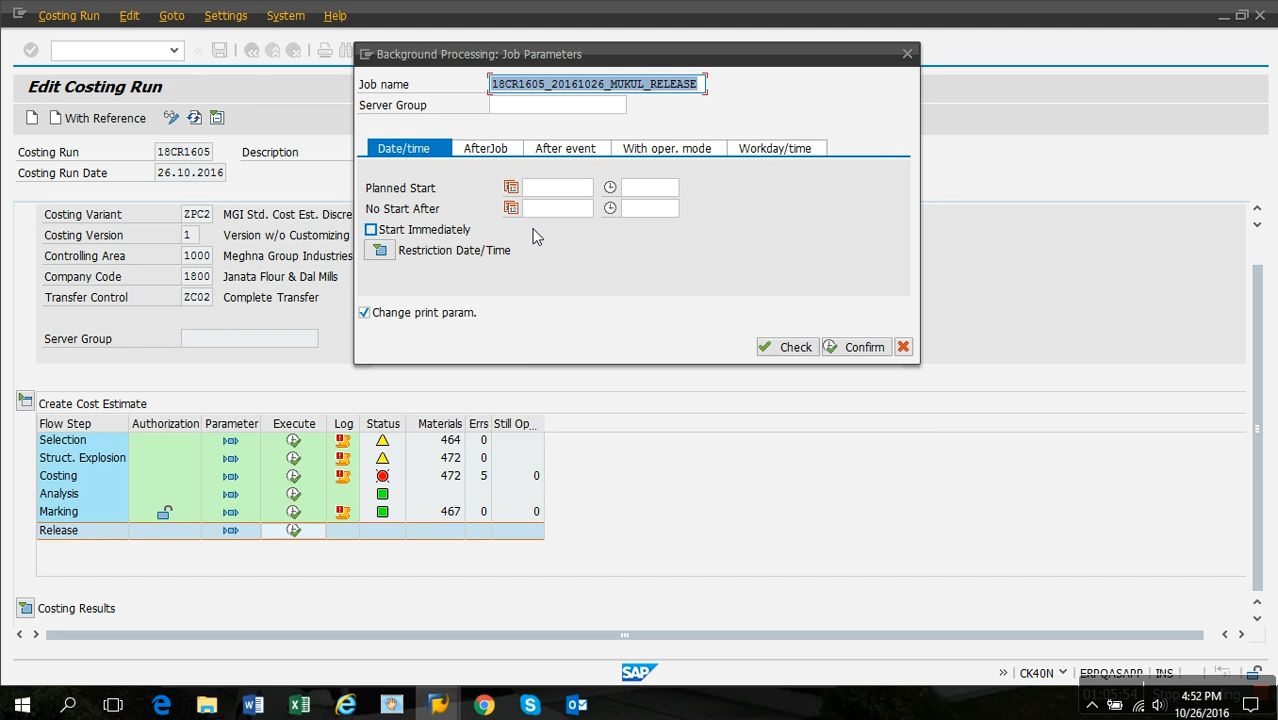 Costing Run Edit Goto Settings System Help
Edit Costing Run
With Reference
Costing Run 18CR1605 Description
Costing Run Date 26.10.2016
Costing Variant ZPC2 MGI Std. Cost Est. Discre
Costing Version 1 Version w/o Customizing
Controlling Area 1000 Meghna Group Industries
Company Code 1800 Janata Flour & Dal Mills
Transfer Control ZC02 Complete Transfer
Server Group
Background Processing: Job Parameters
Job name 18CR1605_20161026_MUKUL_RELEASE
Server Group
Date/time AfterJob After event With oper. mode Workday/time
Planned Start
No Start After
Start Immediately
Restriction Date/Time
Change print param.
Check Confirm
Create Cost Estimate
Flow Step Authorization Parameter Execute Log Status Materials Errs Still Op...
Selection 464 0
Struct. Explosion 472 0
Costing 472 5 0
Analysis
Marking 467 0 0
Release
Costing Results
SAP
CK40N ERPQASAPP INS
01:05:54 Stop
4:52 PM
10/26/2016